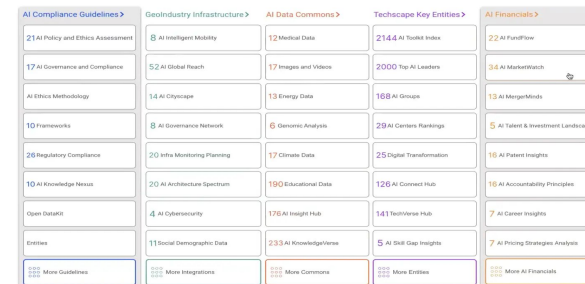 AI Compliance Guidelines >
21 AI Policy and Ethics Assessment
17 AI Governance and Compliance
AI Ethics Methodology
10 Frameworks
26 Regulatory Compliance
10 AI Knowledge Nexus
Open DataKit
Entities
More Guidelines
GeoIndustry Infrastructure >
8 AI Intelligent Mobility
52 AI Global Reach
14 AI Cityscape
8 AI Governance Network
20 Infra Monitoring Planning
20 AI Architecture Spectrum
4 AI Cybersecurity
11 Social Demographic Data
More Integrations
AI Data Commons >
12 Medical Data
17 Images and Videos
13 Energy Data
6 Genomic Analysis
17 Climate Data
190 Educational Data
176 AI Insight Hub
233 AI KnowledgeVerse
More Commons
Techscape Key Entities >
2144 AI Toolkit Index
2000 Top AI Leaders
168 AI Groups
29 AI Centers Rankings
25 Digital Transformation
126 AI Connect Hub
141 TechVerse Hub
5 AI Skill Gap Insights
More Entities
AI Financials >
22 AI FundFlow
34 AI MarketWatch
13 AI MergerMinds
5 AI Talent & Investment Landsca
16 AI Patent Insights
16 AI Accountability Principles
7 AI Career Insights
7 AI Pricing Strategies Analysis
More AI Financials